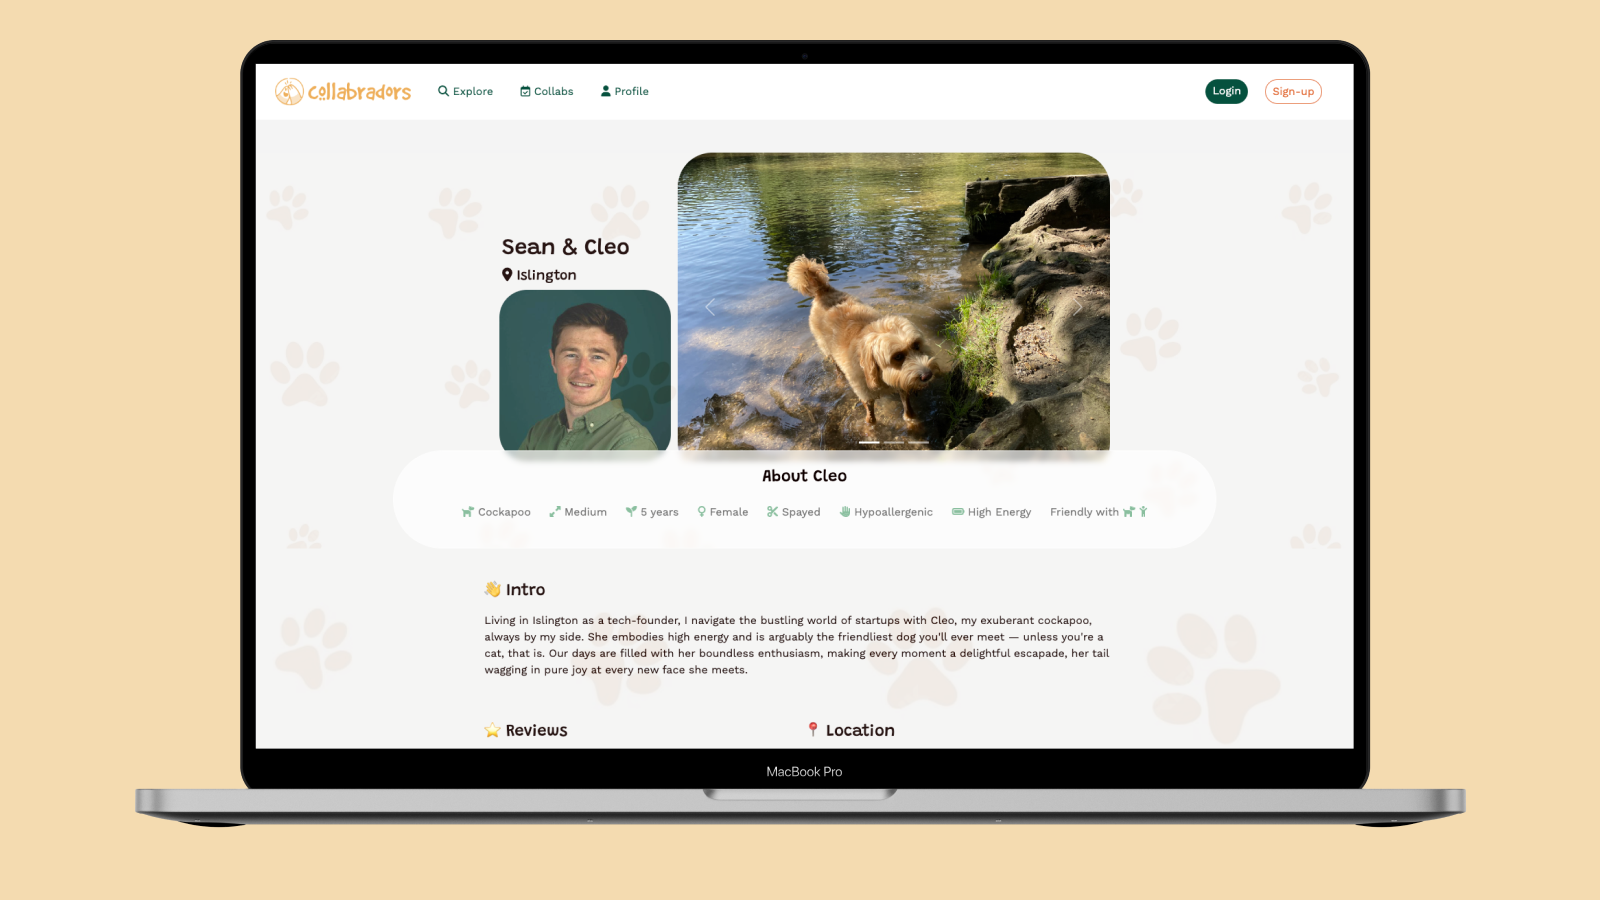 collabradors
Explore
Collabs
Profile
Login
Sign-up
Sean & Cleo
Islington
About Cleo
Cockapoo
Medium
5 years
Female
Spayed
Hypoallergenic
High Energy
Friendly with
Intro
Living in Islington as a tech-founder, I navigate the bustling world of startups with Cleo, my exuberant cockapoo,
always by my side. She embodies high energy and is arguably the friendliest dog you'll ever meet — unless you're a
cat, that is. Our days are filled with her boundless enthusiasm, making every moment a delightful escapade, her tail
wagging in pure joy at every new face she meets.
Reviews
Location
MacBook Pro